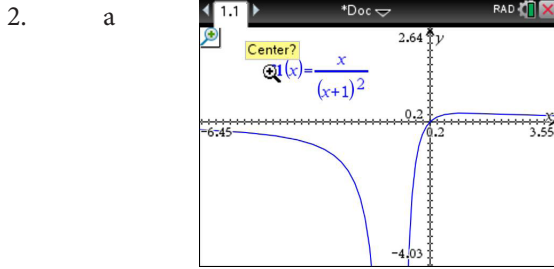 2. a
1.1 *Doc RAD
2.64 y
Center?
1(x)=x/(x+1)^2
0.2 x
-6.45 0.2 3.55
-4.03